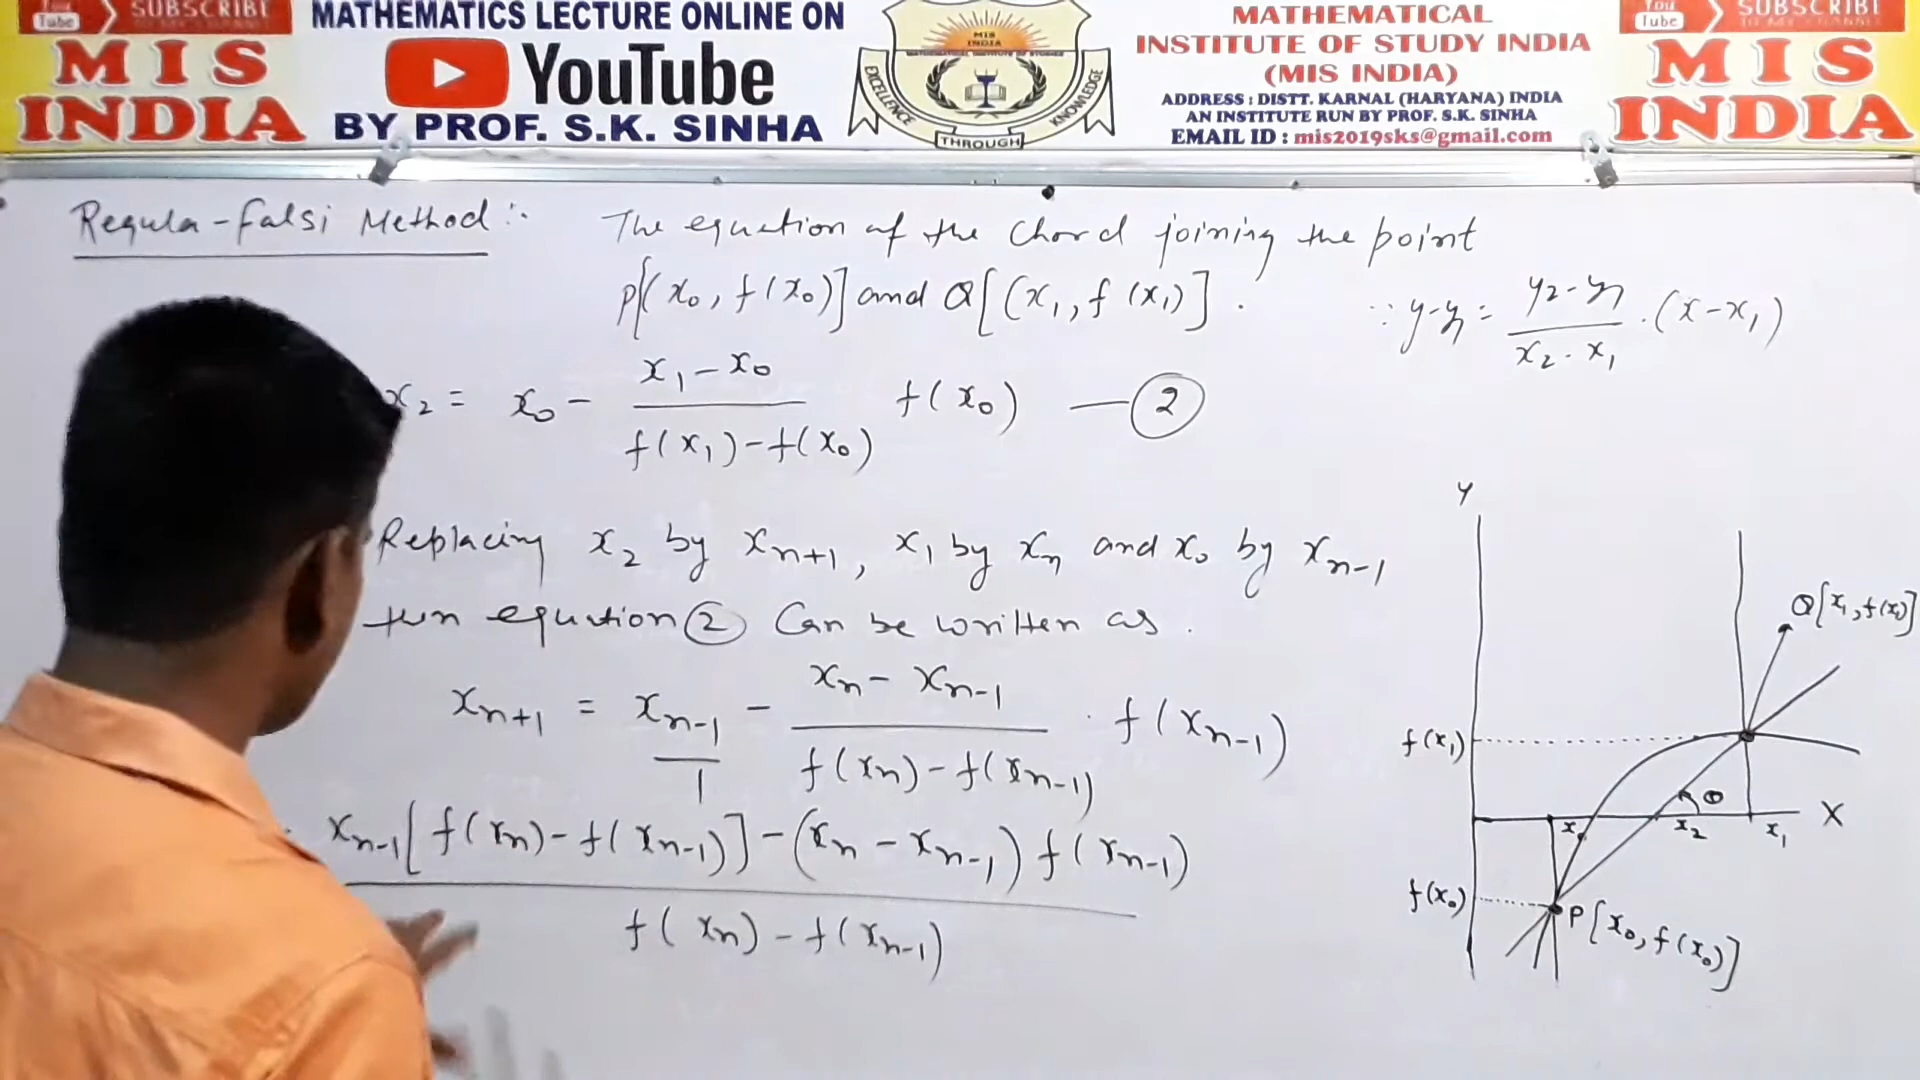 You Tube SUBSCRIBE
MIS
INDIA
MATHEMATICS LECTURE ONLINE ON
YouTube
BY PROF. S.K. SINHA
MIS
INDIA
EXCELLENCE
THROUGH
KNOWLEDGE
MATHEMATICAL
INSTITUTE OF STUDY INDIA
(MIS INDIA)
ADDRESS : DISTT. KARNAL (HARYANA) INDIA
AN INSTITUTE RUN BY PROF. S.K. SINHA
EMAIL ID : mis2019sks@gmail.com
You Tube SUBSCRIBE
MIS
INDIA
Regula-falsi Method :- The equation of the chord joining the point
P[(x₀, f(x₀)] and Q[(x₁, f(x₁)].
∵ y-y₁ = (y₂-y₁)/(x₂-x₁) . (x-x₁)
x₂ = x₀ - (x₁-x₀)/(f(x₁)-f(x₀)) f(x₀) — ②
Replacing x₂ by xₙ₊₁, x₁ by xₙ and x₀ by xₙ₋₁
equation ② Can be written as .
xₙ₊₁ = xₙ₋₁/1 - (xₙ - xₙ₋₁)/(f(xₙ)-f(xₙ₋₁)) . f(xₙ₋₁)
xₙ₋₁[f(xₙ)-f(xₙ₋₁)]-(xₙ-xₙ₋₁)f(xₙ₋₁)
f(xₙ)-f(xₙ₋₁)
Y
Q[x₁, f(x₁)]
f(x₁)
θ
x₀ x₂ x₁ X
f(x₀)
P[x₀, f(x₀)]